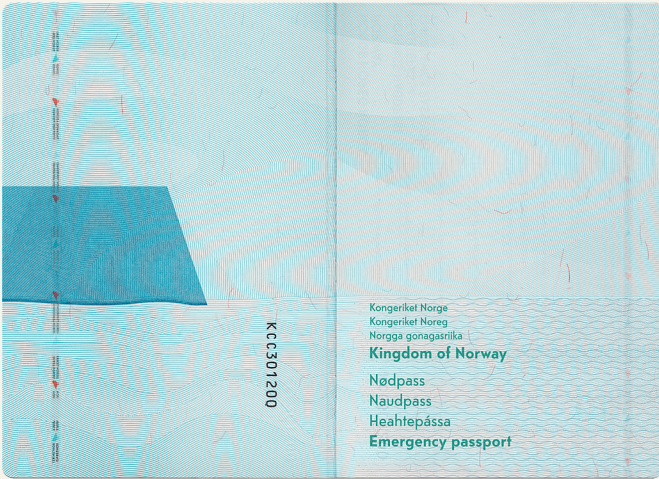 KCC301200
Kongeriket Norge
Kongeriket Noreg
Norgga gonagasriika
Kingdom of Norway
Nødpass
Naudpass
Heahtepássa
Emergency passport